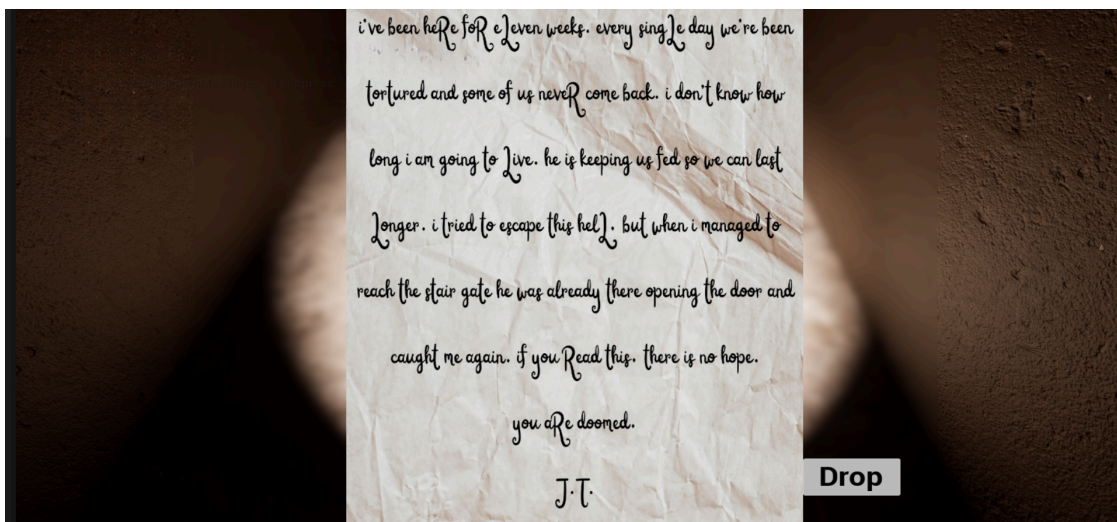 i've been heRe foR eLeven weeks. every singLe day we're been
tortured and some of us neveR come back. i don't know how
long i am going to Live. he is keeping us fed so we can last
Longer. i tried to escape this helL. but when i managed to
reach the stair gate he was already there opening the door and
caught me again. if you Read this. there is no hope.
you aRe doomed.
J.T.
Drop